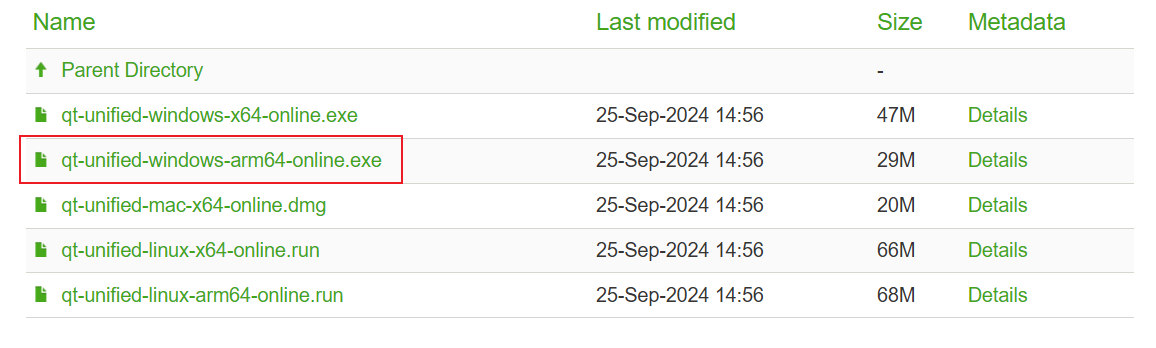 Name Last modified Size Metadata
Parent Directory -
qt-unified-windows-x64-online.exe 25-Sep-2024 14:56 47M Details
qt-unified-windows-arm64-online.exe 25-Sep-2024 14:56 29M Details
qt-unified-mac-x64-online.dmg 25-Sep-2024 14:56 20M Details
qt-unified-linux-x64-online.run 25-Sep-2024 14:56 66M Details
qt-unified-linux-arm64-online.run 25-Sep-2024 14:56 68M Details